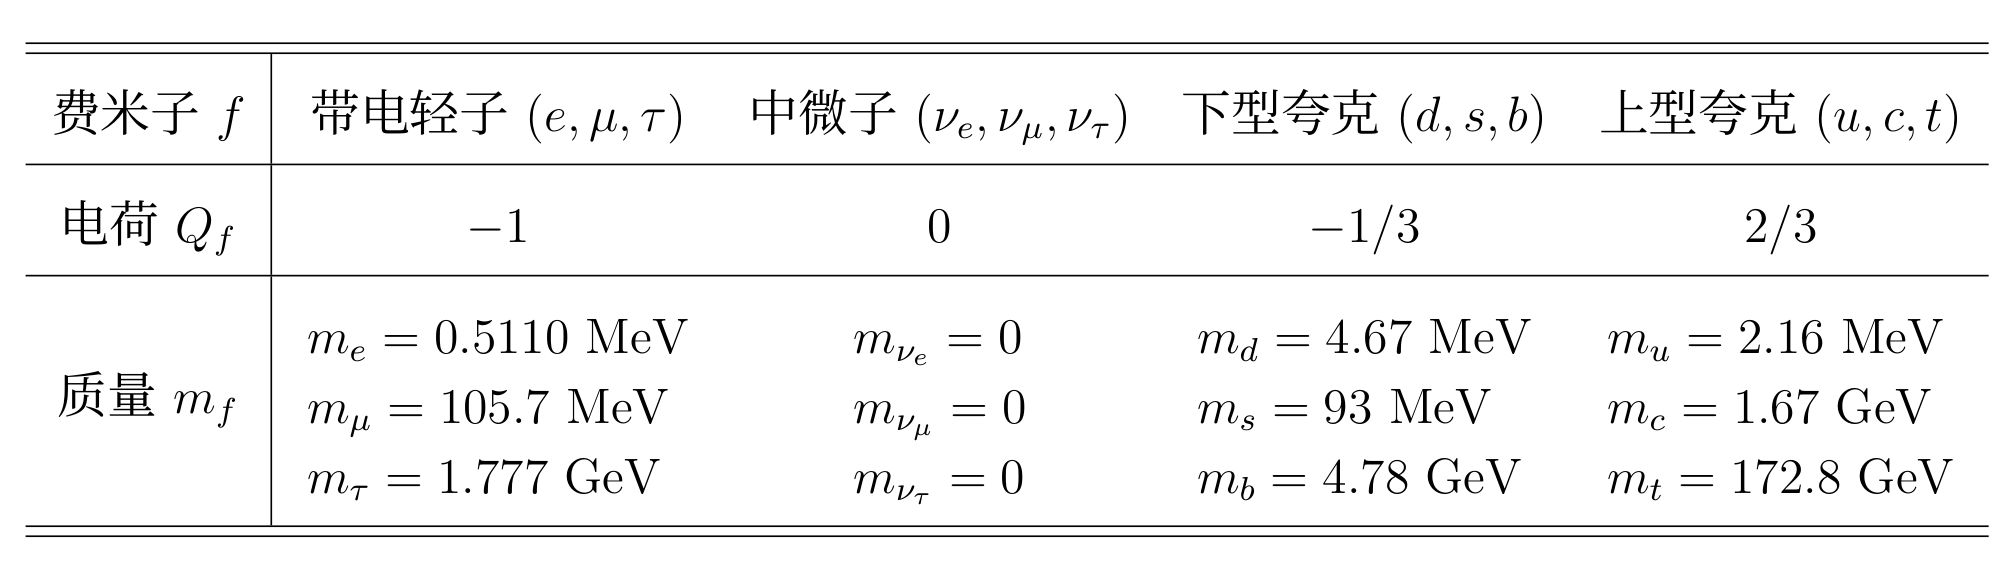 费米子 f 带电轻子 (e, μ, τ) 中微子 (ν_e, ν_μ, ν_τ) 下型夸克 (d, s, b) 上型夸克 (u, c, t)
电荷 Q_f −1 0 −1/3 2/3
m_e = 0.5110 MeV m_{ν_e} = 0 m_d = 4.67 MeV m_u = 2.16 MeV
质量 m_f m_μ = 105.7 MeV m_{ν_μ} = 0 m_s = 93 MeV m_c = 1.67 GeV
m_τ = 1.777 GeV m_{ν_τ} = 0 m_b = 4.78 GeV m_t = 172.8 GeV